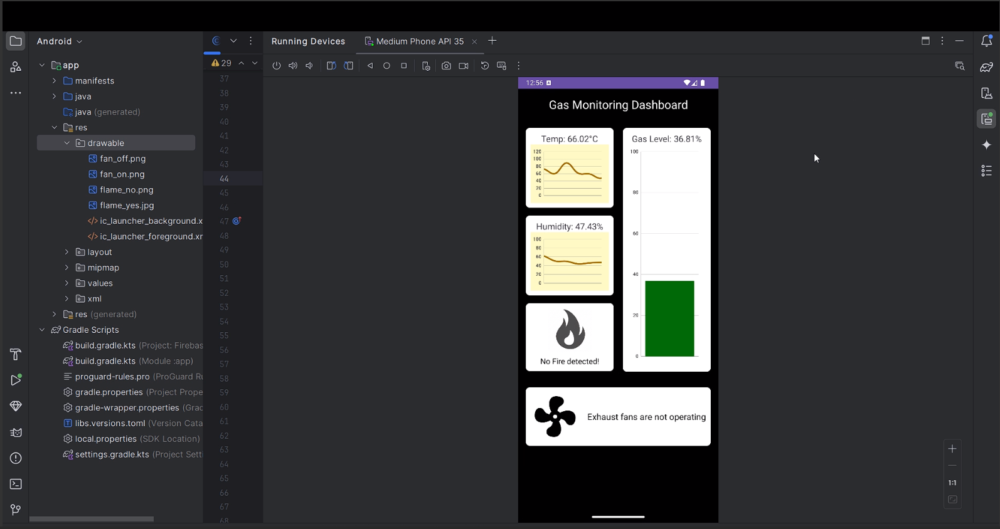 Android
app
manifests
java
java (generated)
res
drawable
fan_off.png
fan_on.png
flame_no.png
flame_yes.jpg
ic_launcher_background.x
ic_launcher_foreground.xr
layout
mipmap
values
xml
res (generated)
Gradle Scripts
build.gradle.kts (Project: Firebas
build.gradle.kts (Module :app)
proguard-rules.pro (ProGuard Ru
gradle.properties (Project Prope
gradle-wrapper.properties (Grad
libs.versions.toml (Version Cata
local.properties (SDK Location)
settings.gradle.kts (Project Setti
29
37
38
39
40
41
42
43
44
45
46
47
48
49
50
51
52
53
54
55
56
57
58
59
60
61
62
63
64
65
66
67
68
Running Devices
Medium Phone API 35
12:56
Gas Monitoring Dashboard
Temp: 66.02°C
120
100
80
60
40
20
0
Humidity: 47.43%
100
80
60
40
20
0
No Fire detected!
Gas Level: 36.81%
100
80
60
40
20
0
Exhaust fans are not operating
1:1